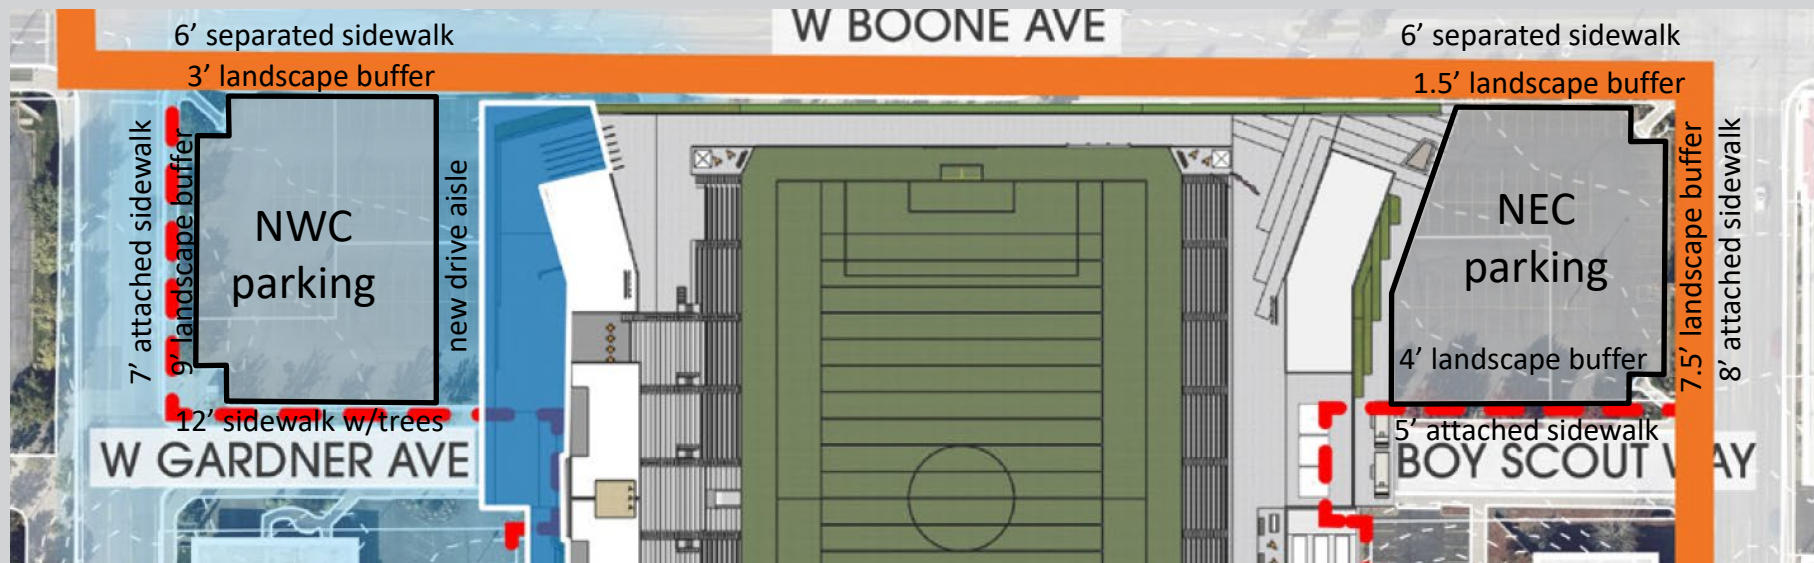 W BOONE AVE
6’ separated sidewalk
3’ landscape buffer
6’ separated sidewalk
1.5’ landscape buffer
7’ attached sidewalk
9’ landscape buffer
NWC
parking
new drive aisle
NEC
parking
4’ landscape buffer
7.5’ landscape buffer
8’ attached sidewalk
12’ sidewalk w/trees
W GARDNER AVE
5’ attached sidewalk
BOY SCOUT WAY